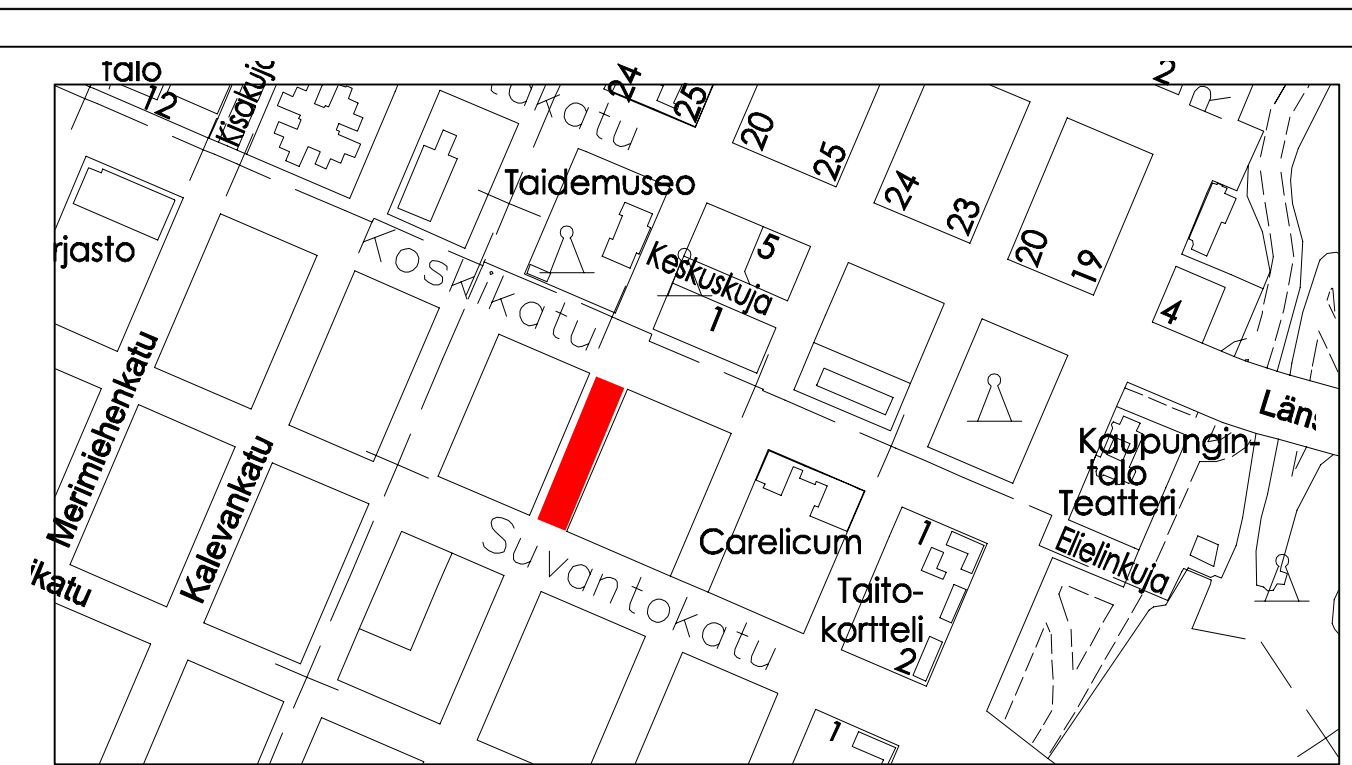 talo
12
Kisakuja
24
25
2
takatu
20
25
24
23
20
19
Taidemuseo
rjasto
Koskikatu
Keskuskuja
5
1
4
Läns
Merimiehenkatu
Kalevankatu
Kaupungin-
talo
Teatteri
Elielinkuja
Suvantokatu
Carelicum
1
Taito-
kortteli
2
ikatu
1